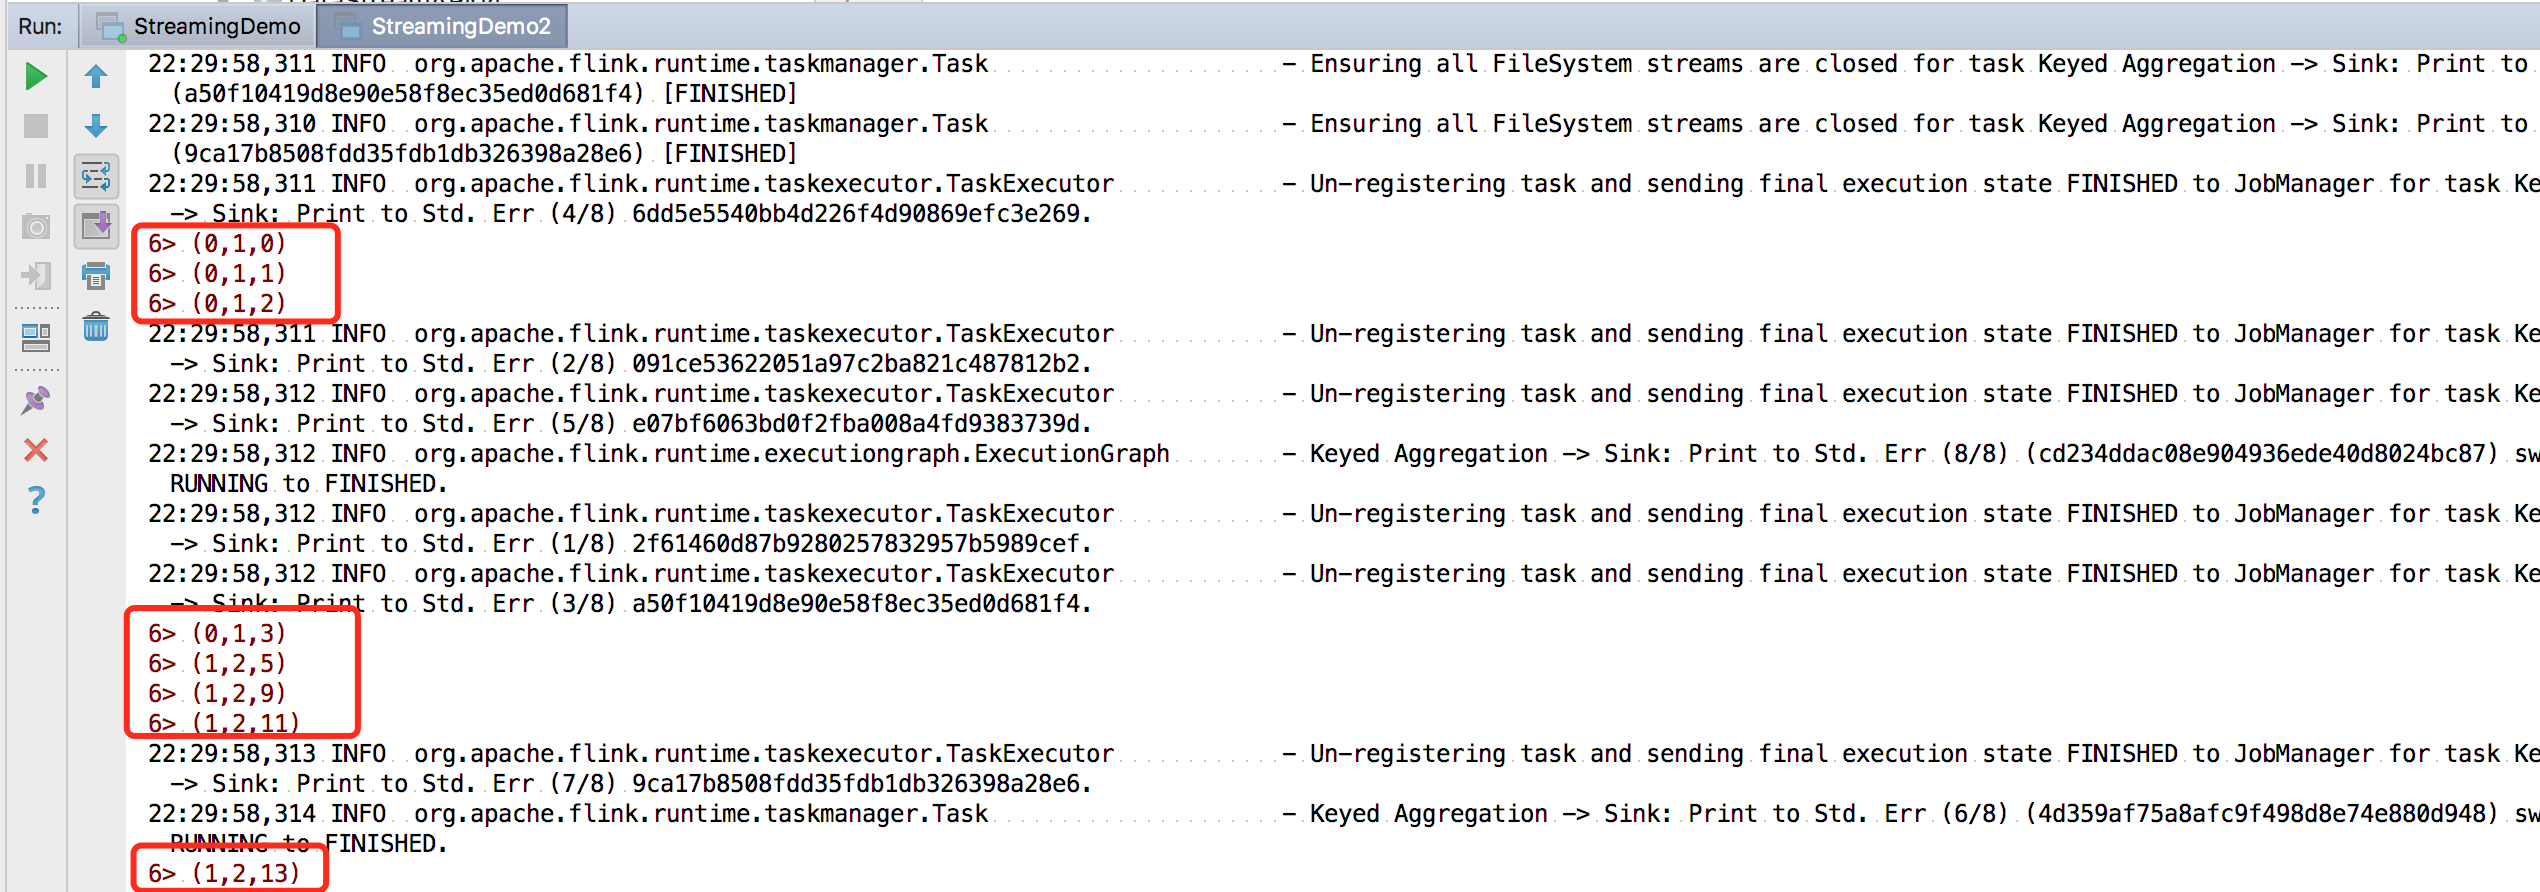 Run: StreamingDemo StreamingDemo2
22:29:58,311 INFO org.apache.flink.runtime.taskmanager.Task - Ensuring all FileSystem streams are closed for task Keyed Aggregation -> Sink: Print to
(a50f10419d8e90e58f8ec35ed0d681f4) [FINISHED]
22:29:58,310 INFO org.apache.flink.runtime.taskmanager.Task - Ensuring all FileSystem streams are closed for task Keyed Aggregation -> Sink: Print to
(9ca17b8508fdd35fdb1db326398a28e6) [FINISHED]
22:29:58,311 INFO org.apache.flink.runtime.taskexecutor.TaskExecutor - Un-registering task and sending final execution state FINISHED to JobManager for task Ke
-> Sink: Print to Std. Err (4/8) 6dd5e5540bb4d226f4d90869efc3e269.
6> (0,1,0)
6> (0,1,1)
6> (0,1,2)
22:29:58,311 INFO org.apache.flink.runtime.taskexecutor.TaskExecutor - Un-registering task and sending final execution state FINISHED to JobManager for task Ke
-> Sink: Print to Std. Err (2/8) 091ce53622051a97c2ba821c487812b2.
22:29:58,312 INFO org.apache.flink.runtime.taskexecutor.TaskExecutor - Un-registering task and sending final execution state FINISHED to JobManager for task Ke
-> Sink: Print to Std. Err (5/8) e07bf6063bd0f2fba008a4fd9383739d.
22:29:58,312 INFO org.apache.flink.runtime.executiongraph.ExecutionGraph - Keyed Aggregation -> Sink: Print to Std. Err (8/8) (cd234ddac08e904936ede40d8024bc87) sw
RUNNING to FINISHED.
22:29:58,312 INFO org.apache.flink.runtime.taskexecutor.TaskExecutor - Un-registering task and sending final execution state FINISHED to JobManager for task Ke
-> Sink: Print to Std. Err (1/8) 2f61460d87b9280257832957b5989cef.
22:29:58,312 INFO org.apache.flink.runtime.taskexecutor.TaskExecutor - Un-registering task and sending final execution state FINISHED to JobManager for task Ke
-> Sink: Print to Std. Err (3/8) a50f10419d8e90e58f8ec35ed0d681f4.
6> (0,1,3)
6> (1,2,5)
6> (1,2,9)
6> (1,2,11)
22:29:58,313 INFO org.apache.flink.runtime.taskexecutor.TaskExecutor - Un-registering task and sending final execution state FINISHED to JobManager for task Ke
-> Sink: Print to Std. Err (7/8) 9ca17b8508fdd35fdb1db326398a28e6.
22:29:58,314 INFO org.apache.flink.runtime.taskmanager.Task - Keyed Aggregation -> Sink: Print to Std. Err (6/8) (4d359af75a8afc9f498d8e74e880d948) sw
RUNNING to FINISHED.
6> (1,2,13)